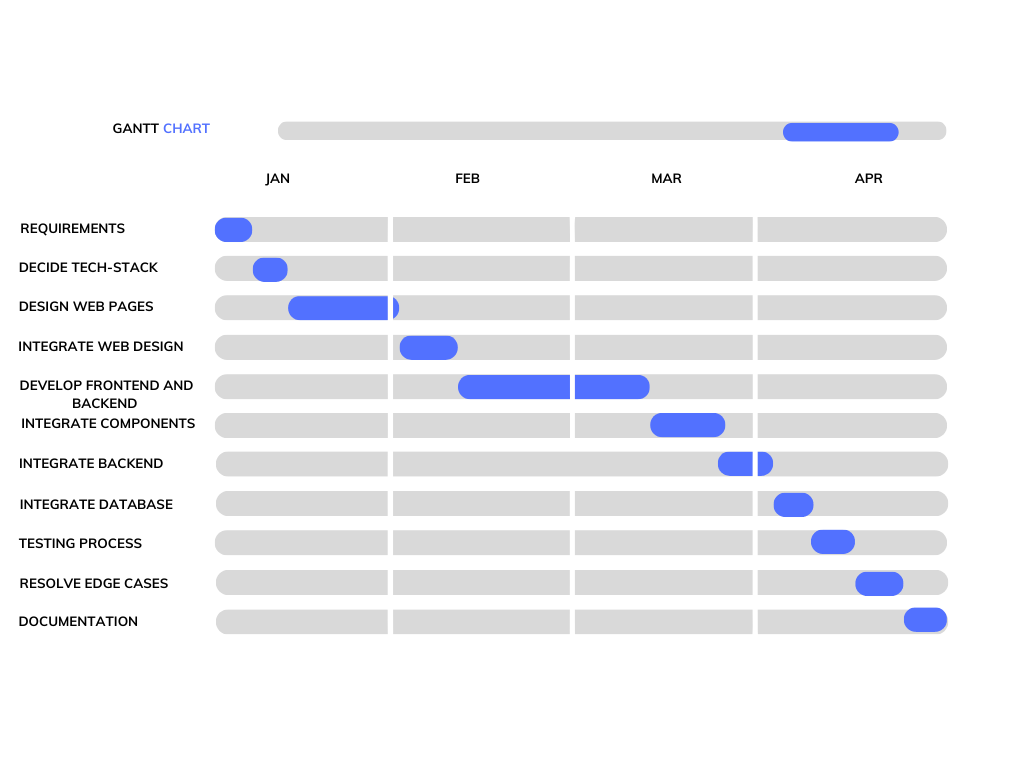 GANTT CHART
JAN FEB MAR APR
REQUIREMENTS
DECIDE TECH-STACK
DESIGN WEB PAGES
INTEGRATE WEB DESIGN
DEVELOP FRONTEND AND
BACKEND
INTEGRATE COMPONENTS
INTEGRATE BACKEND
INTEGRATE DATABASE
TESTING PROCESS
RESOLVE EDGE CASES
DOCUMENTATION